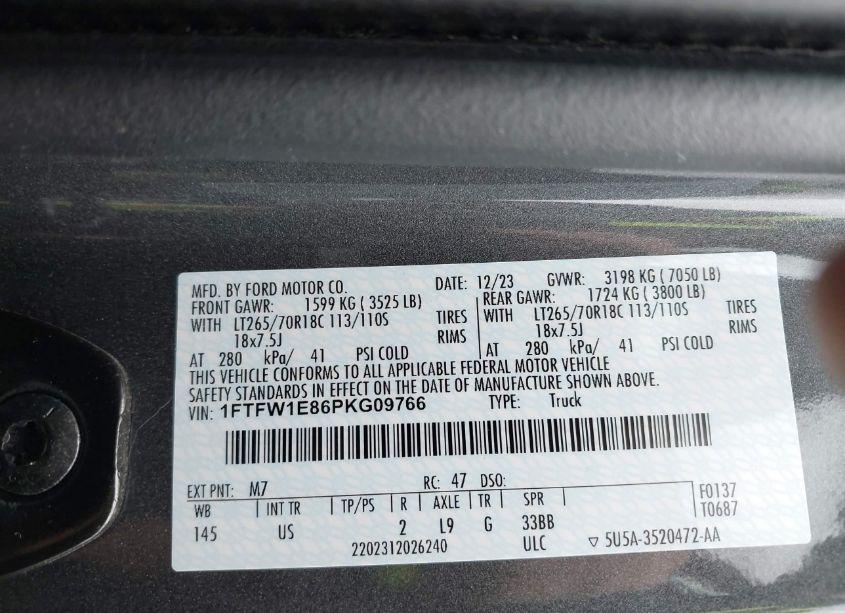 MFD. BY FORD MOTOR CO. DATE: 12/23 GVWR: 3198 KG ( 7050 LB)
FRONT GAWR: 1599 KG ( 3525 LB) REAR GAWR: 1724 KG ( 3800 LB)
WITH LT265/70R18C 113/110S TIRES WITH LT265/70R18C 113/110S TIRES
18x7.5J RIMS 18x7.5J RIMS
AT 280 kPa/ 41 PSI COLD AT 280 kPa/ 41 PSI COLD
THIS VEHICLE CONFORMS TO ALL APPLICABLE FEDERAL MOTOR VEHICLE
SAFETY STANDARDS IN EFFECT ON THE DATE OF MANUFACTURE SHOWN ABOVE.
VIN: 1FTFW1E86PKG09766 TYPE: Truck
EXT PNT: M7 RC: 47 DSO:
WB INT TR TP/PS R AXLE TR SPR F0137
T0687
145 US 2 L9 G 33BB
2202312026240 ULC ▽ 5U5A-3520472-AA